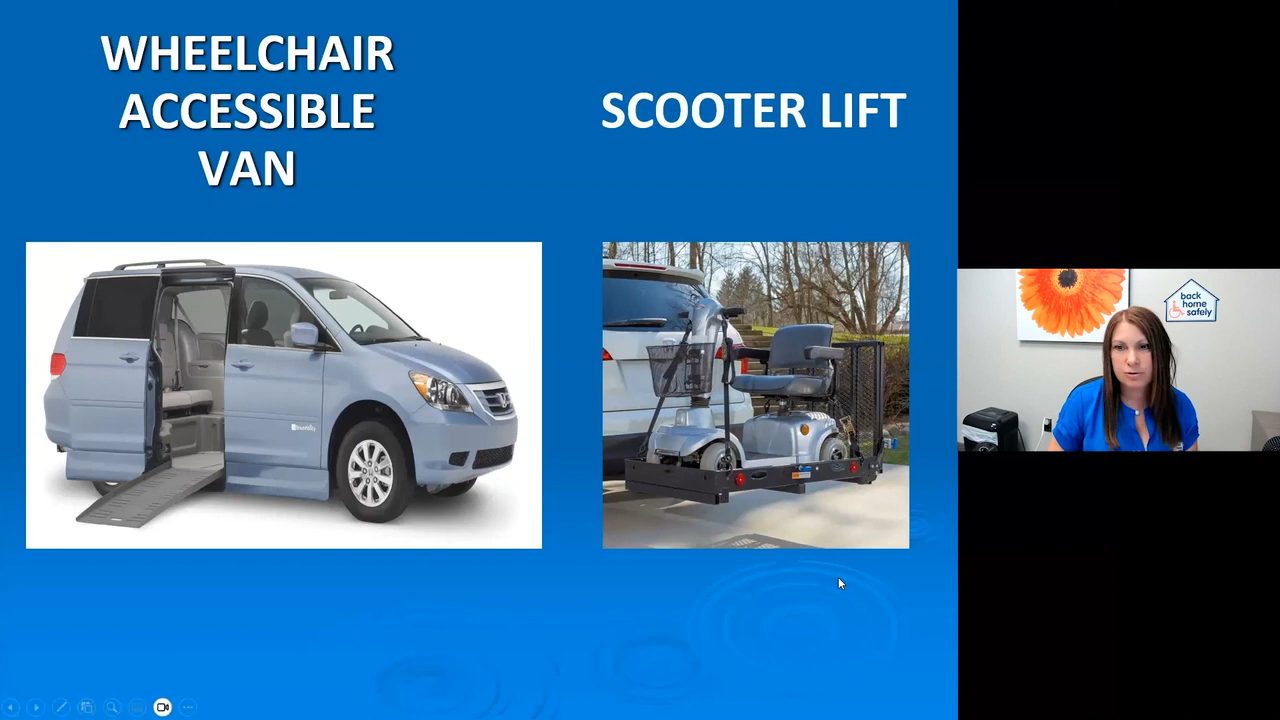 WHEELCHAIR
ACCESSIBLE
VAN
SCOOTER LIFT
back
home
safely